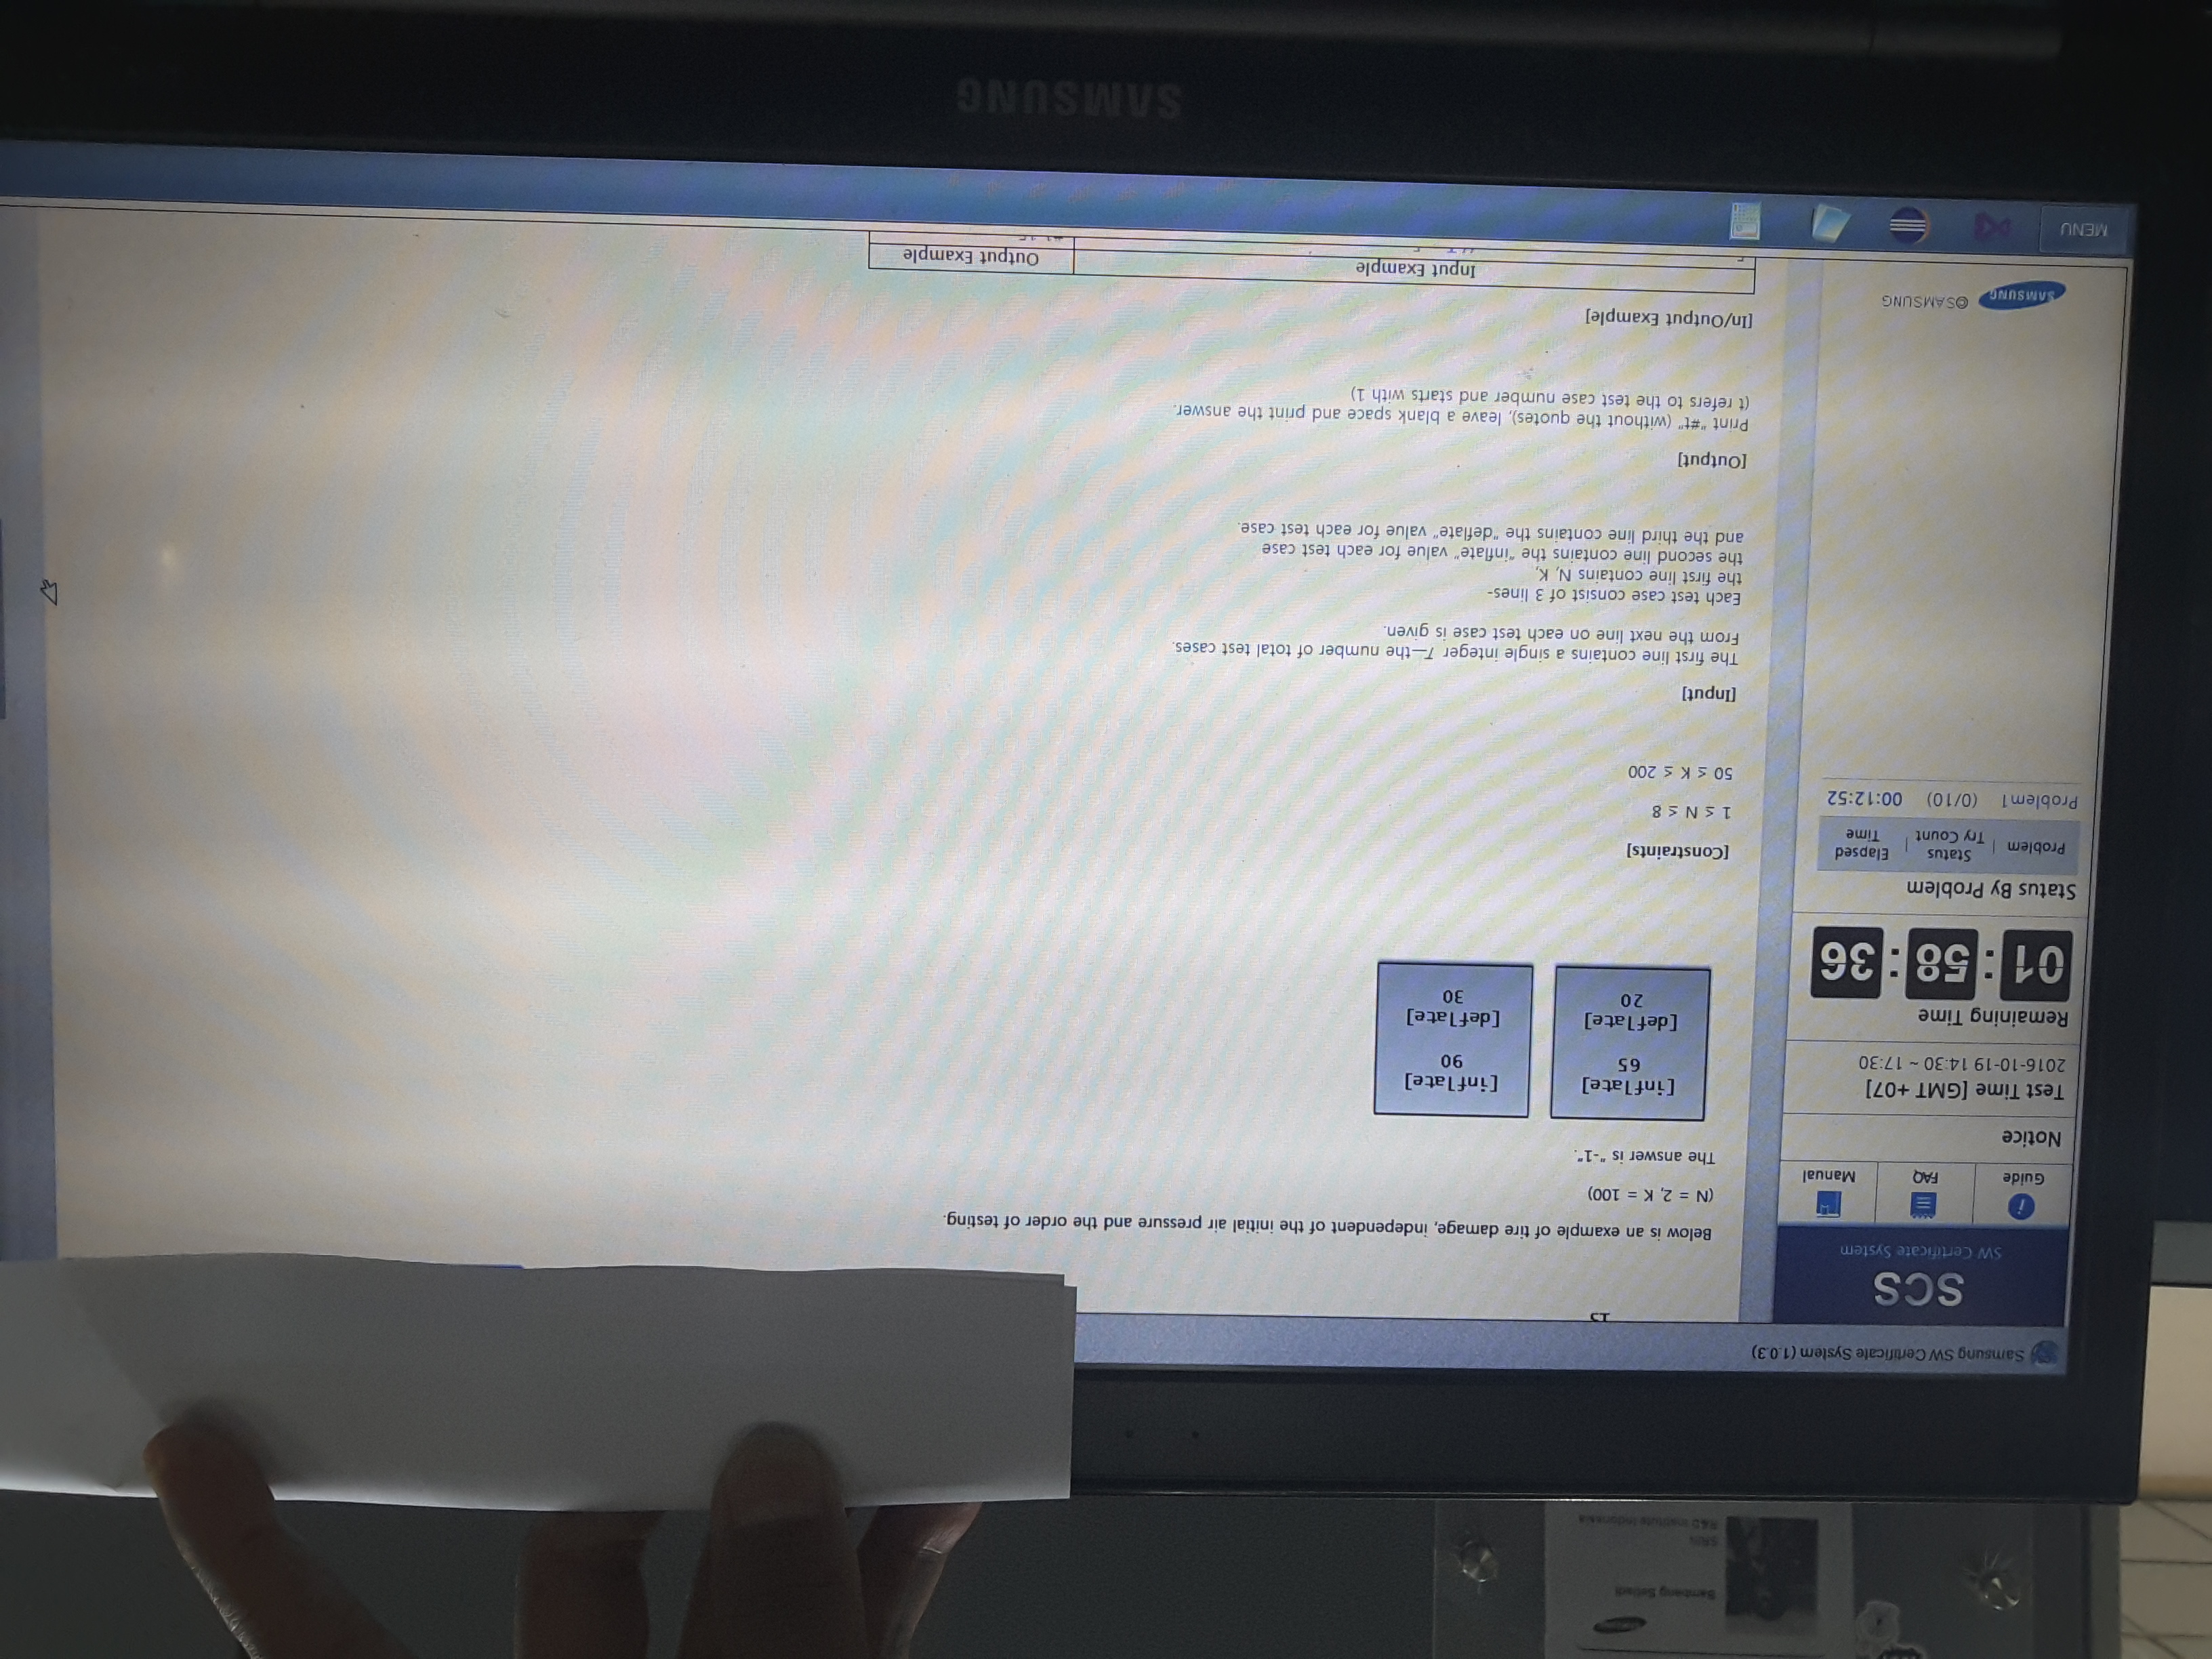 Bambang Setiadi
SRIN
R&D Institute Indonesia
Samsung SW Certificate System (1.0.3)
SCS
SW Certificate System
Guide
FAQ
Manual
Notice
Test Time [GMT +07]
2016-10-19 14:30 ~ 17:30
Remaining Time
01:58:36
Status By Problem
Problem | Status Try Count | Elapsed Time
Problem1 (0/10) 00:12:52
SAMSUNG ©SAMSUNG
15
Below is an example of tire damage, independent of the initial air pressure and the order of testing.
(N = 2, K = 100)
The answer is "-1".
[inflate] [inflate]
65 90
[deflate] [deflate]
20 30
[Constraints]
1 ≤ N ≤ 8
50 ≤ K ≤ 200
[Input]
The first line contains a single integer T—the number of total test cases.
From the next line on each test case is given.
Each test case consist of 3 lines-
the first line contains N, K,
the second line contains the "inflate" value for each test case
and the third line contains the "deflate" value for each test case.
[Output]
Print "#t" (without the quotes), leave a blank space and print the answer.
(t refers to the test case number and starts with 1)
[In/Output Example]
Input Example Output Example
MENU
SAMSUNG